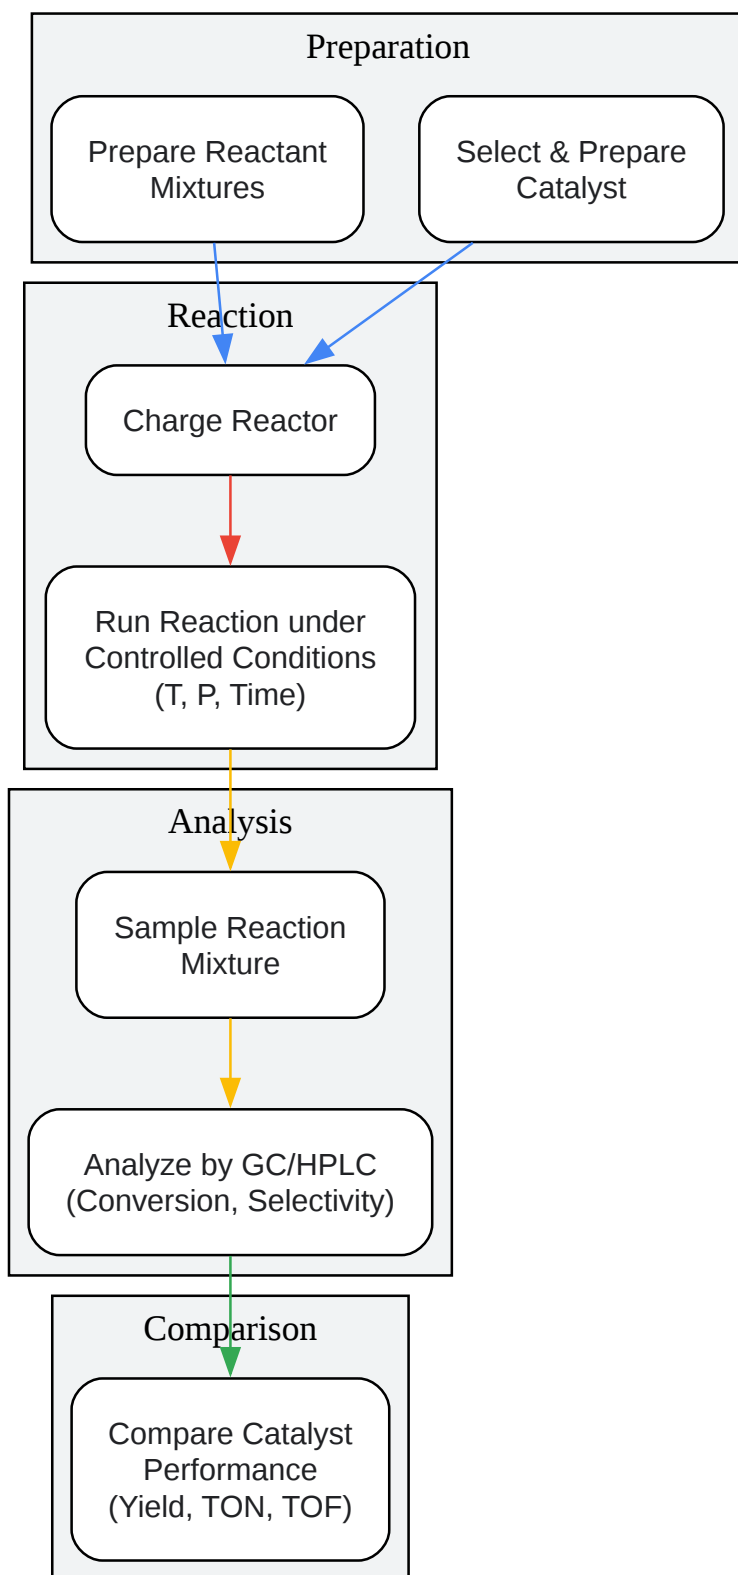 Preparation
Prepare Reactant
Mixtures
Select & Prepare
Catalyst
Reaction
Charge Reactor
Run Reaction under
Controlled Conditions
(T, P, Time)
Analysis
Sample Reaction
Mixture
Analyze by GC/HPLC
(Conversion, Selectivity)
Comparison
Compare Catalyst
Performance
(Yield, TON, TOF)